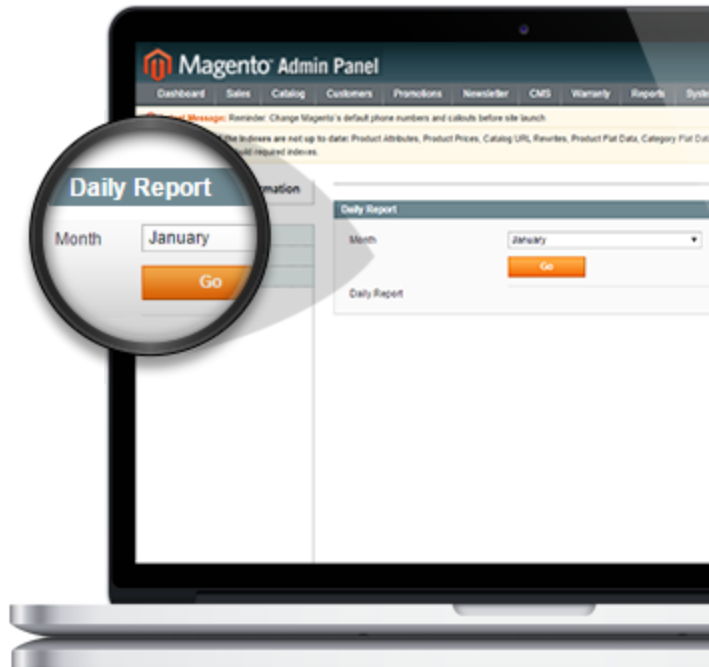 Magento® Admin Panel
Dashboard Sales Catalog Customers Promotions Newsletter CMS Warranty Reports Syste
Message: Reminder: Change Magento's default phone numbers and callouts before site launch
the Indexes are not up to date: Product Attributes, Product Prices, Catalog URL Rewrites, Product Flat Data, Category Flat Dat
required indexes.
Daily Report
Month January
Go
mation
Daily Report
Month January
Go
Daily Report